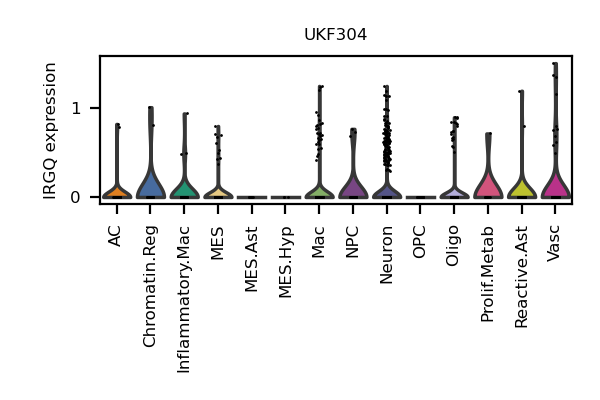 UKF304
IRGQ expression
1
0
AC
Chromatin.Reg
Inflammatory.Mac
MES
MES.Ast
MES.Hyp
Mac
NPC
Neuron
OPC
Oligo
Prolif.Metab
Reactive.Ast
Vasc